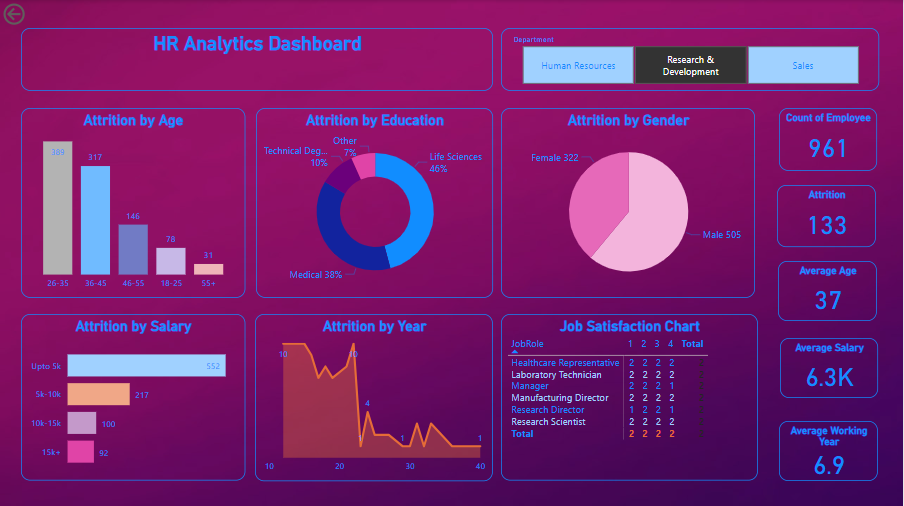 HR Analytics Dashboard
Department
Human Resources
Research &
Development
Sales
Attrition by Age
389
317
146
78
31
26-35 36-45 46-55 18-25 55+
Attrition by Education
Other
7%
Technical Deg...
10%
Life Sciences
46%
Medical 38%
Attrition by Gender
Female 322
Male 505
Count of Employee
961
Attrition
133
Average Age
37
Average Salary
6.3K
Average Working
Year
6.9
Attrition by Salary
Upto 5k 552
5k-10k 217
10k-15k 100
15k+ 92
Attrition by Year
10 10
4
1 1
10 20 30 40
Job Satisfaction Chart
JobRole 1 2 3 4 Total
Healthcare Representative 2 2 2 2
Laboratory Technician 2 2 2 2
Manager 2 2 2 1
Manufacturing Director 2 2 2 2
Research Director 1 2 2 1
Research Scientist 2 2 2 2
Total 2 2 2 2